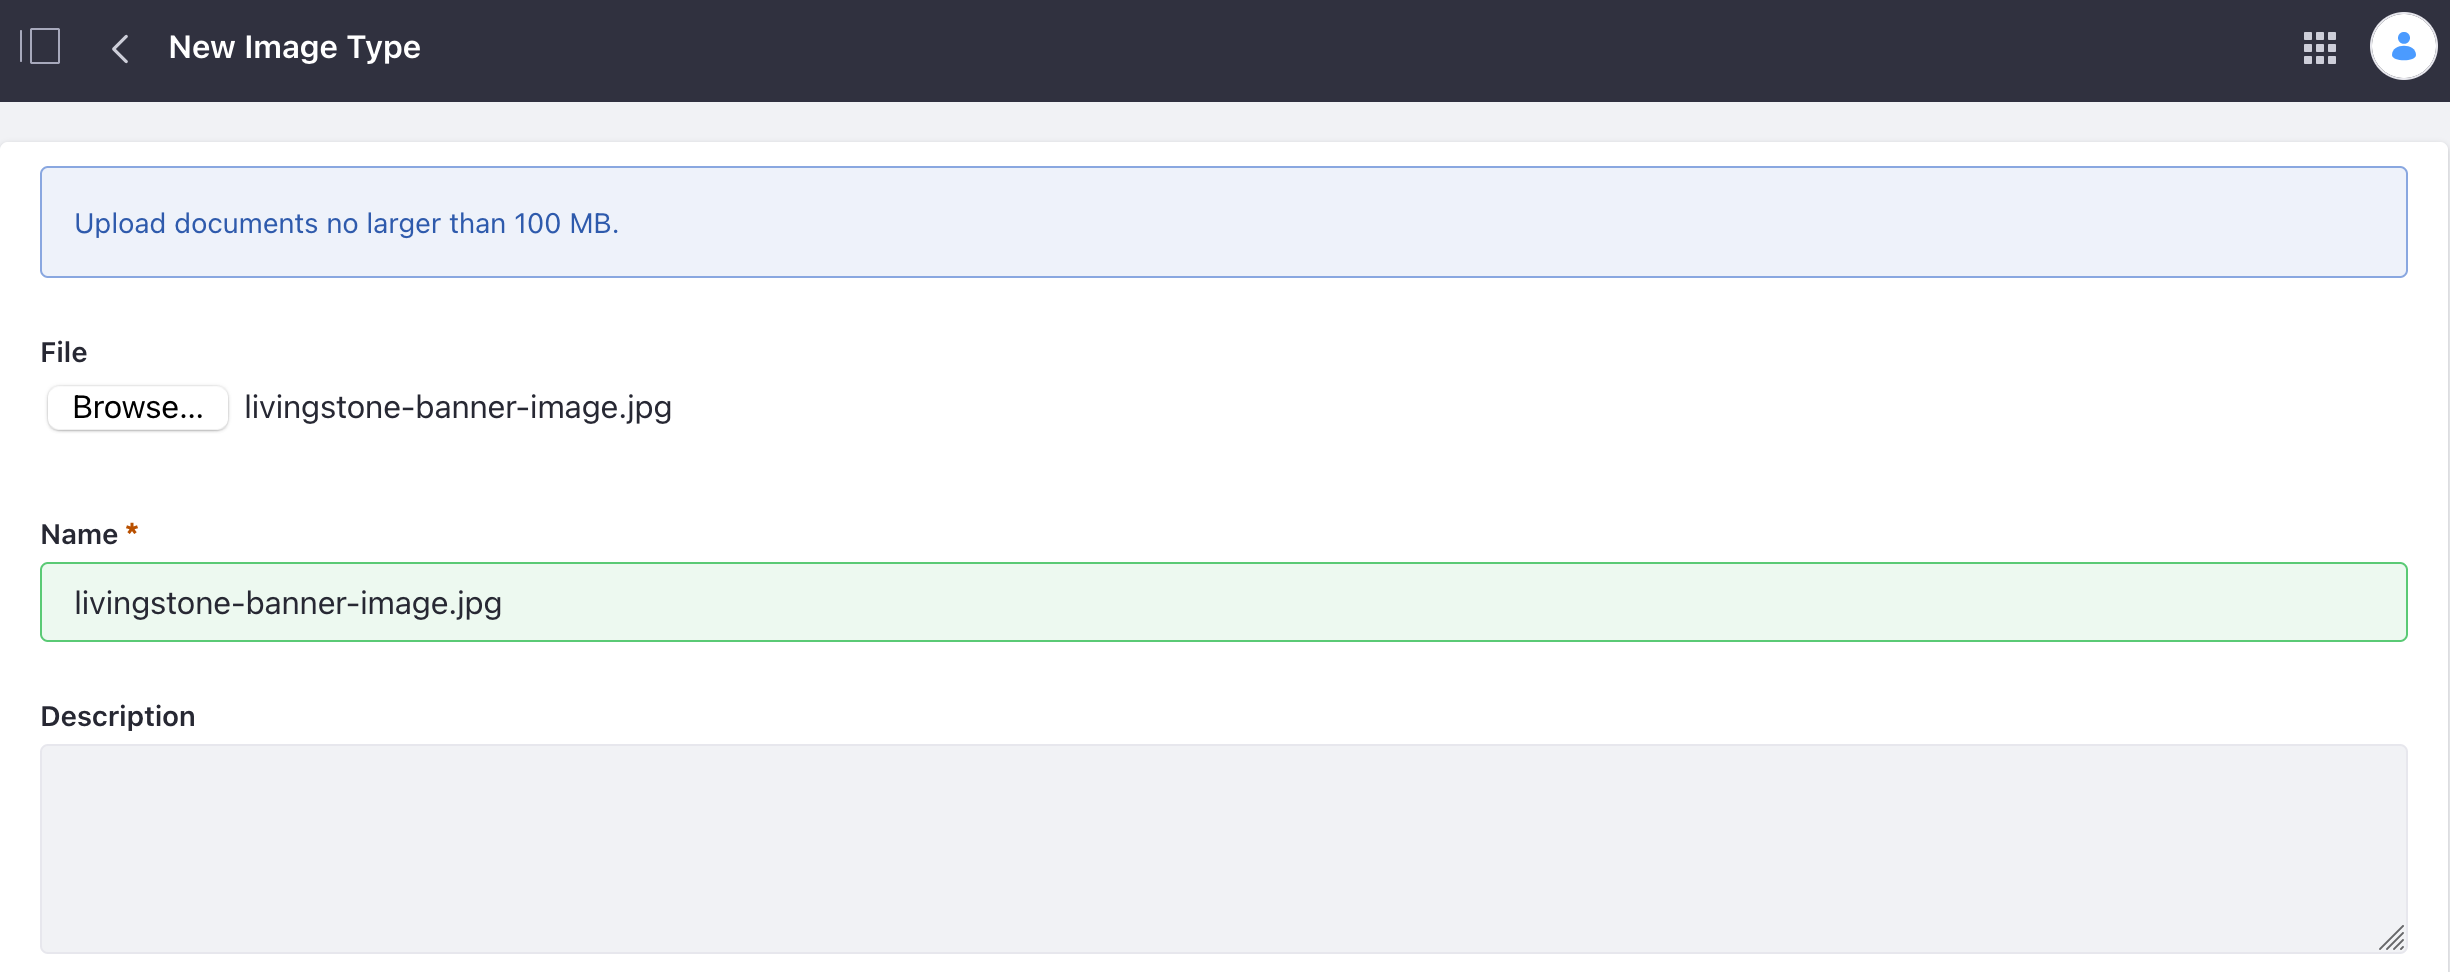 New Image Type
Upload documents no larger than 100 MB.
File
Browse... livingstone-banner-image.jpg
Name *
livingstone-banner-image.jpg
Description